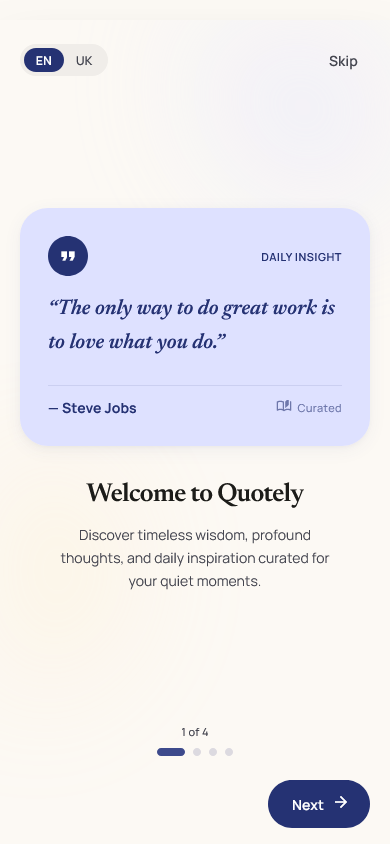 EN UK Skip
DAILY INSIGHT
“The only way to do great work is
to love what you do.”
— Steve Jobs Curated
Welcome to Quotely
Discover timeless wisdom, profound
thoughts, and daily inspiration curated for
your quiet moments.
1 of 4
Next